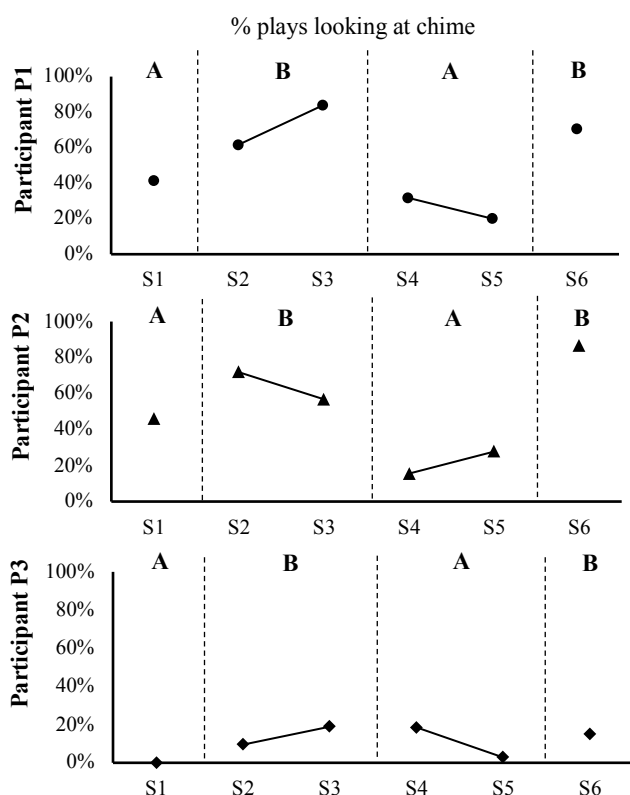 % plays looking at chime
Participant P1
A B A B
100%
80%
60%
40%
20%
0%
S1 S2 S3 S4 S5 S6
Participant P2
A B A B
100%
80%
60%
40%
20%
0%
S1 S2 S3 S4 S5 S6
Participant P3
A B A B
100%
80%
60%
40%
20%
0%
S1 S2 S3 S4 S5 S6